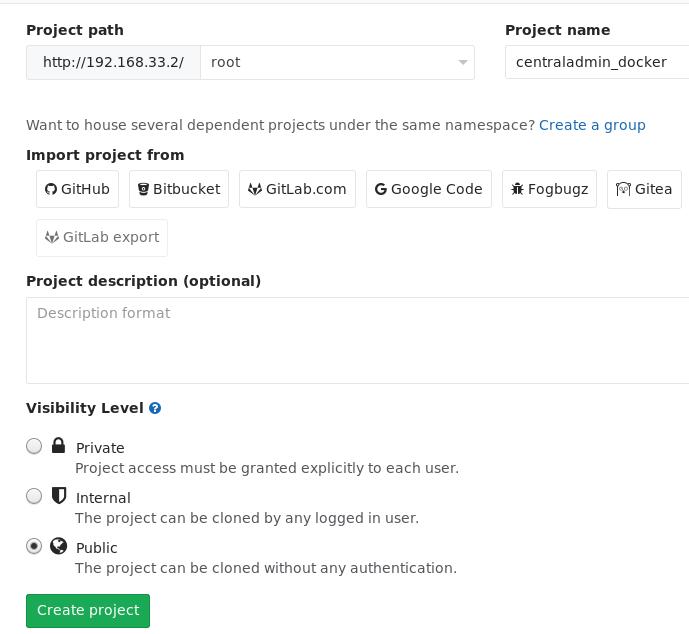 Project path Project name
http://192.168.33.2/ root centraladmin_docker
Want to house several dependent projects under the same namespace? Create a group
Import project from
GitHub Bitbucket GitLab.com Google Code Fogbugz Gitea
GitLab export
Project description (optional)
Description format
Visibility Level ?
Private
Project access must be granted explicitly to each user.
Internal
The project can be cloned by any logged in user.
Public
The project can be cloned without any authentication.
Create project